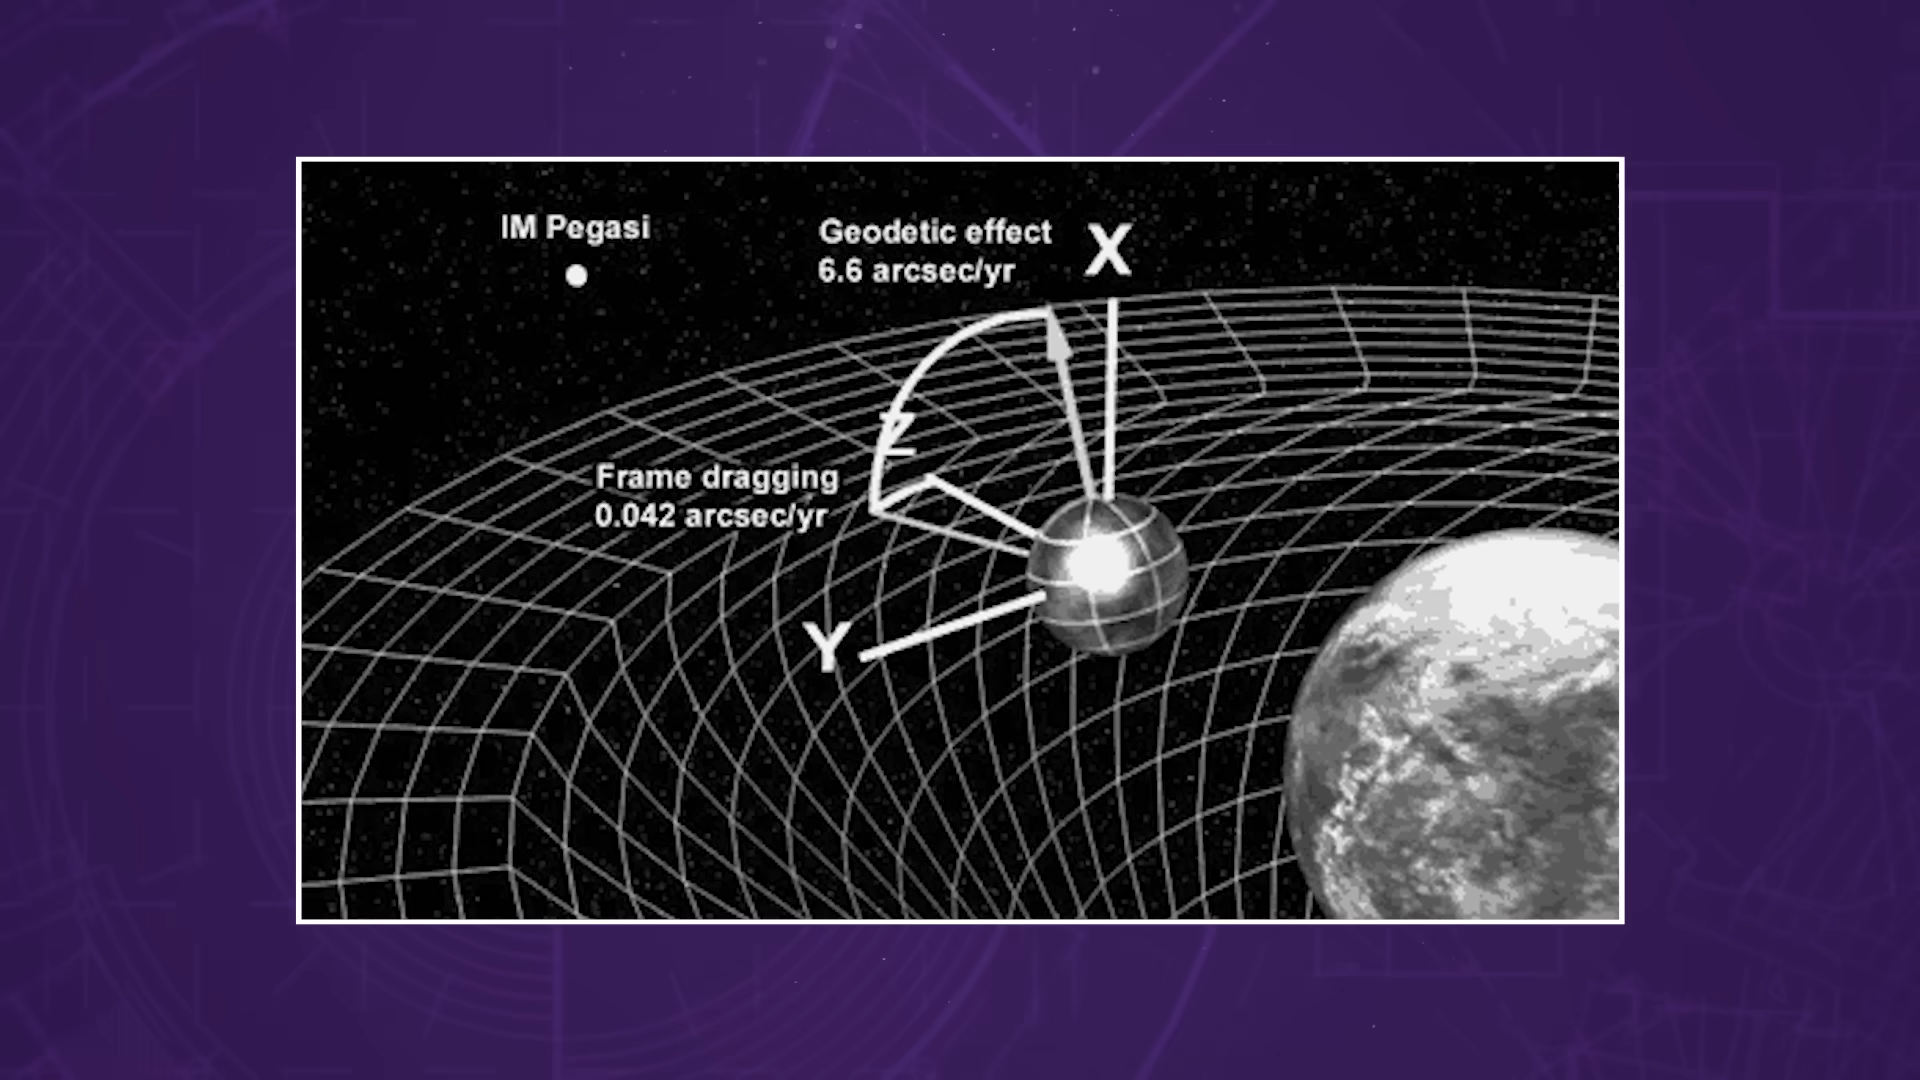 IM Pegasi
Geodetic effect
6.6 arcsec/yr
X
Z
Frame dragging
0.042 arcsec/yr
Y